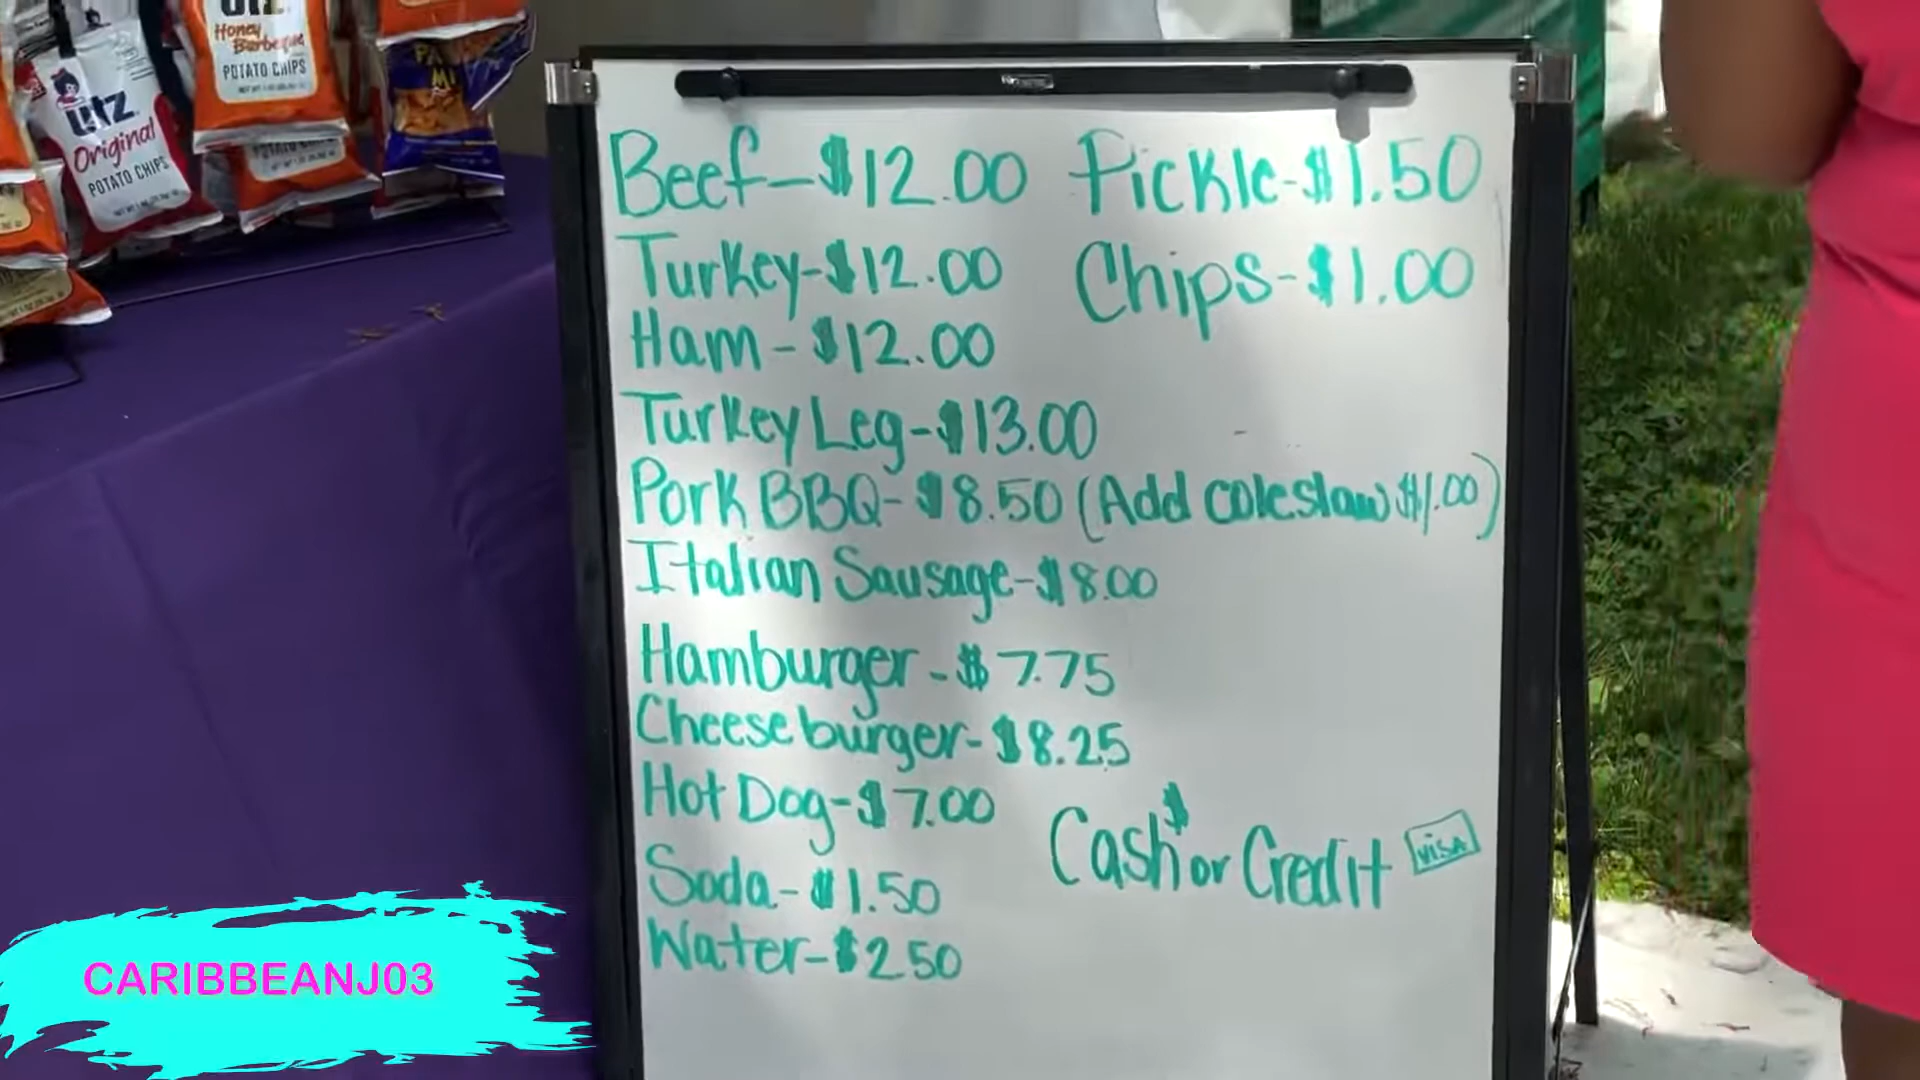 utz
Honey
Barbeque
POTATO CHIPS
utz
Original
POTATO CHIPS
Beef-$12.00 Pickle-$1.50
Turkey-$12.00 Chips-$1.00
Ham-$12.00
Turkey Leg-$13.00
Pork BBQ-$8.50 (Add coleslaw $1.00)
Italian Sausage-$8.00
Hamburger-$7.75
Cheeseburger-$8.25
Hot Dog-$7.00
Cash $ or Credit VISA
Soda-$1.50
Water-$2.50
CARIBBEANJ03